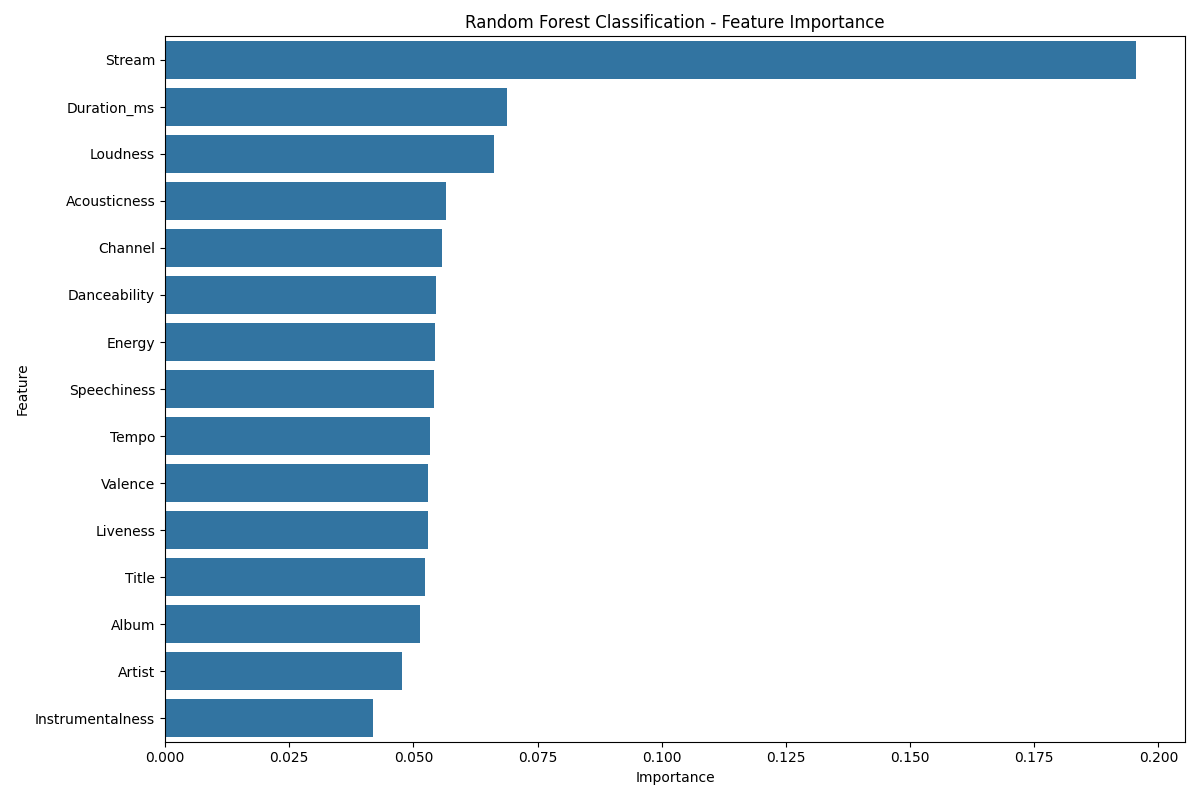 Random Forest Classification - Feature Importance
Stream
Duration_ms
Loudness
Acousticness
Channel
Danceability
Energy
Speechiness
Tempo
Valence
Liveness
Title
Album
Artist
Instrumentalness
Feature
0.000 0.025 0.050 0.075 0.100 0.125 0.150 0.175 0.200
Importance